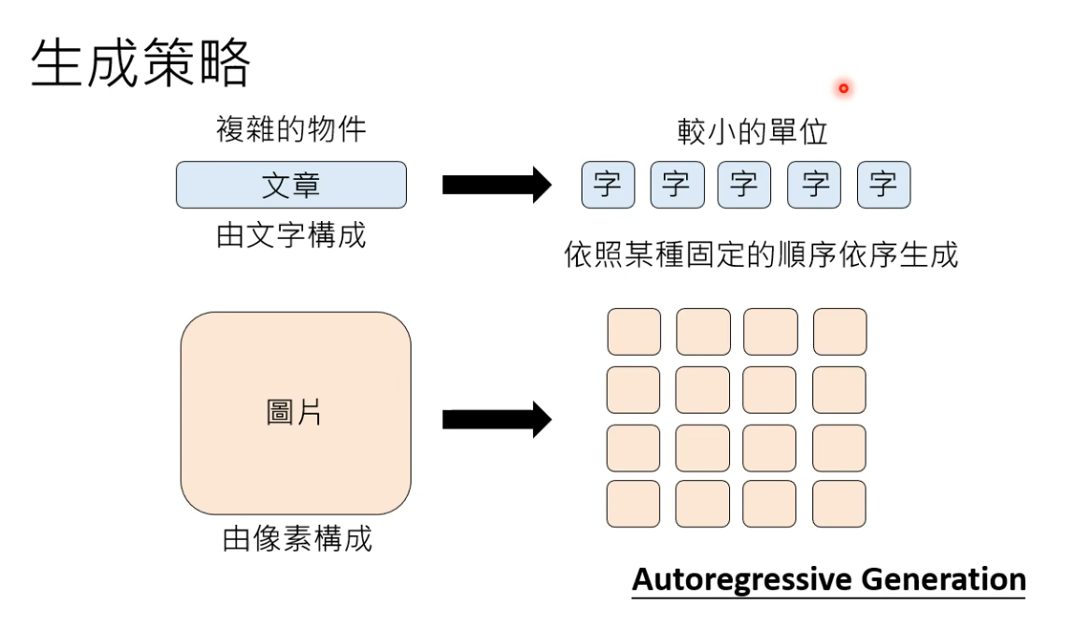 生成策略
複雜的物件
較小的單位
文章
字 字 字 字 字
由文字構成
依照某種固定的順序依序生成
圖片
由像素構成
Autoregressive Generation